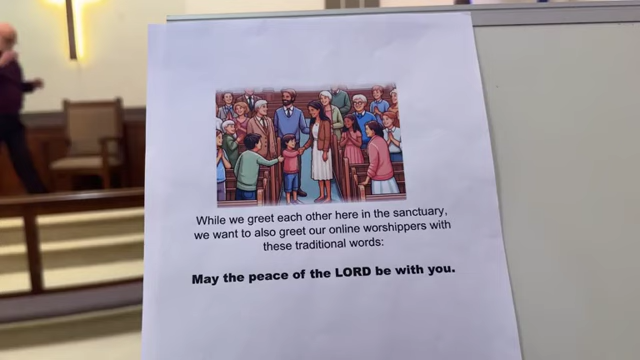 While we greet each other here in the sanctuary,
we want to also greet our online worshippers with
these traditional words:
May the peace of the LORD be with you.